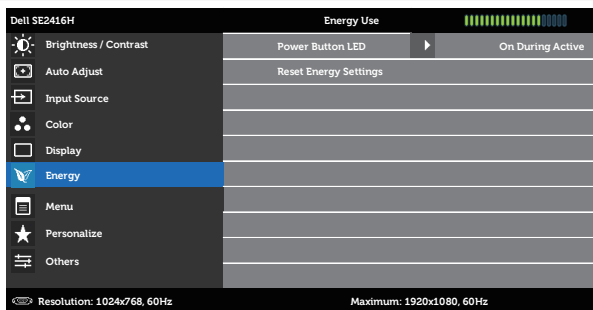 Dell SE2416H
Energy Use
Brightness / Contrast
Power Button LED
On During Active
Auto Adjust
Reset Energy Settings
Input Source
Color
Display
Energy
Menu
Personalize
Others
Resolution: 1024x768, 60Hz
Maximum: 1920x1080, 60Hz